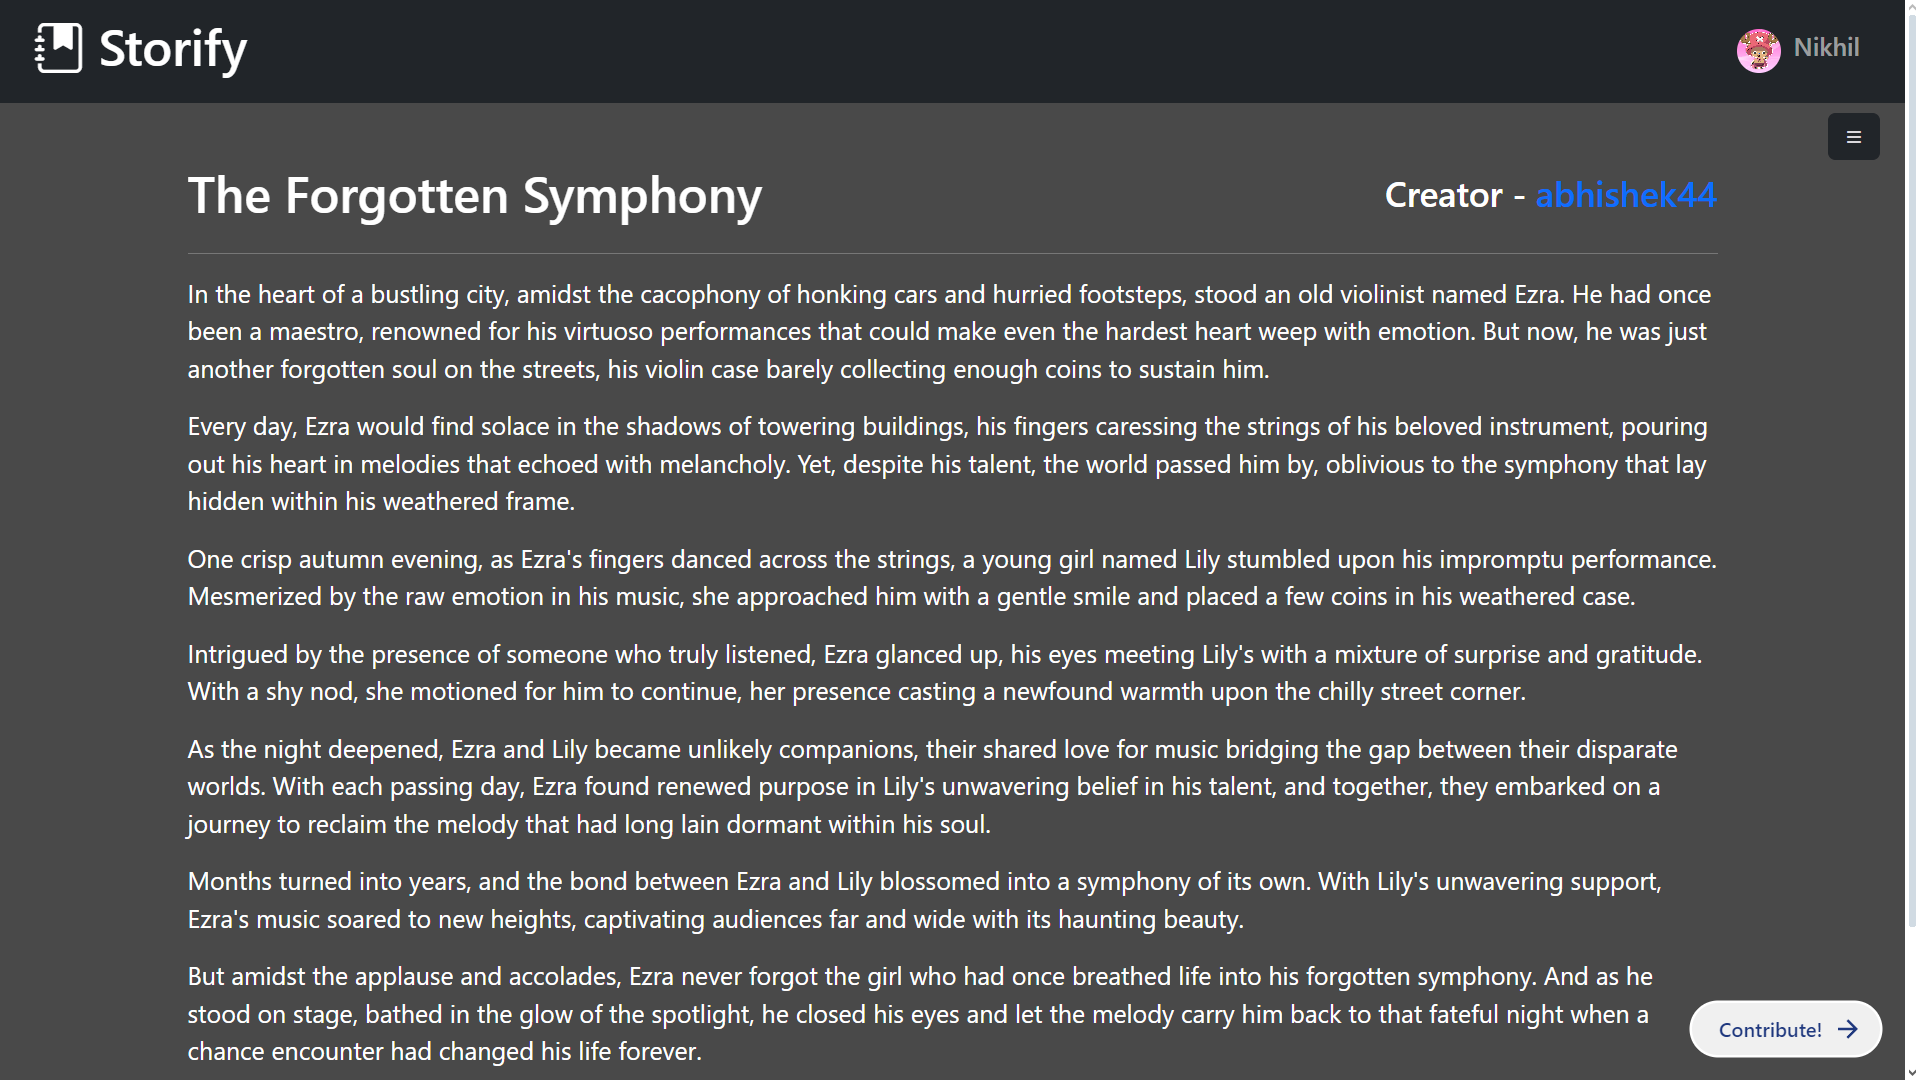 Storify
Nikhil
The Forgotten Symphony
Creator - abhishek44
In the heart of a bustling city, amidst the cacophony of honking cars and hurried footsteps, stood an old violinist named Ezra. He had once
been a maestro, renowned for his virtuoso performances that could make even the hardest heart weep with emotion. But now, he was just
another forgotten soul on the streets, his violin case barely collecting enough coins to sustain him.
Every day, Ezra would find solace in the shadows of towering buildings, his fingers caressing the strings of his beloved instrument, pouring
out his heart in melodies that echoed with melancholy. Yet, despite his talent, the world passed him by, oblivious to the symphony that lay
hidden within his weathered frame.
One crisp autumn evening, as Ezra's fingers danced across the strings, a young girl named Lily stumbled upon his impromptu performance.
Mesmerized by the raw emotion in his music, she approached him with a gentle smile and placed a few coins in his weathered case.
Intrigued by the presence of someone who truly listened, Ezra glanced up, his eyes meeting Lily's with a mixture of surprise and gratitude.
With a shy nod, she motioned for him to continue, her presence casting a newfound warmth upon the chilly street corner.
As the night deepened, Ezra and Lily became unlikely companions, their shared love for music bridging the gap between their disparate
worlds. With each passing day, Ezra found renewed purpose in Lily's unwavering belief in his talent, and together, they embarked on a
journey to reclaim the melody that had long lain dormant within his soul.
Months turned into years, and the bond between Ezra and Lily blossomed into a symphony of its own. With Lily's unwavering support,
Ezra's music soared to new heights, captivating audiences far and wide with its haunting beauty.
But amidst the applause and accolades, Ezra never forgot the girl who had once breathed life into his forgotten symphony. And as he
stood on stage, bathed in the glow of the spotlight, he closed his eyes and let the melody carry him back to that fateful night when a
chance encounter had changed his life forever.
Contribute!